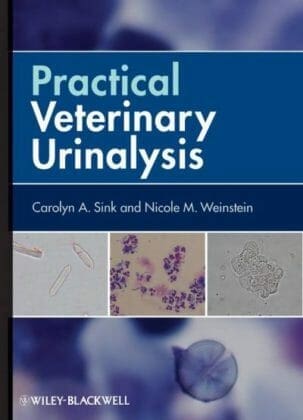 Practical
Veterinary
Urinalysis
Carolyn A. Sink and Nicole M. Weinstein
WILEY-BLACKWELL